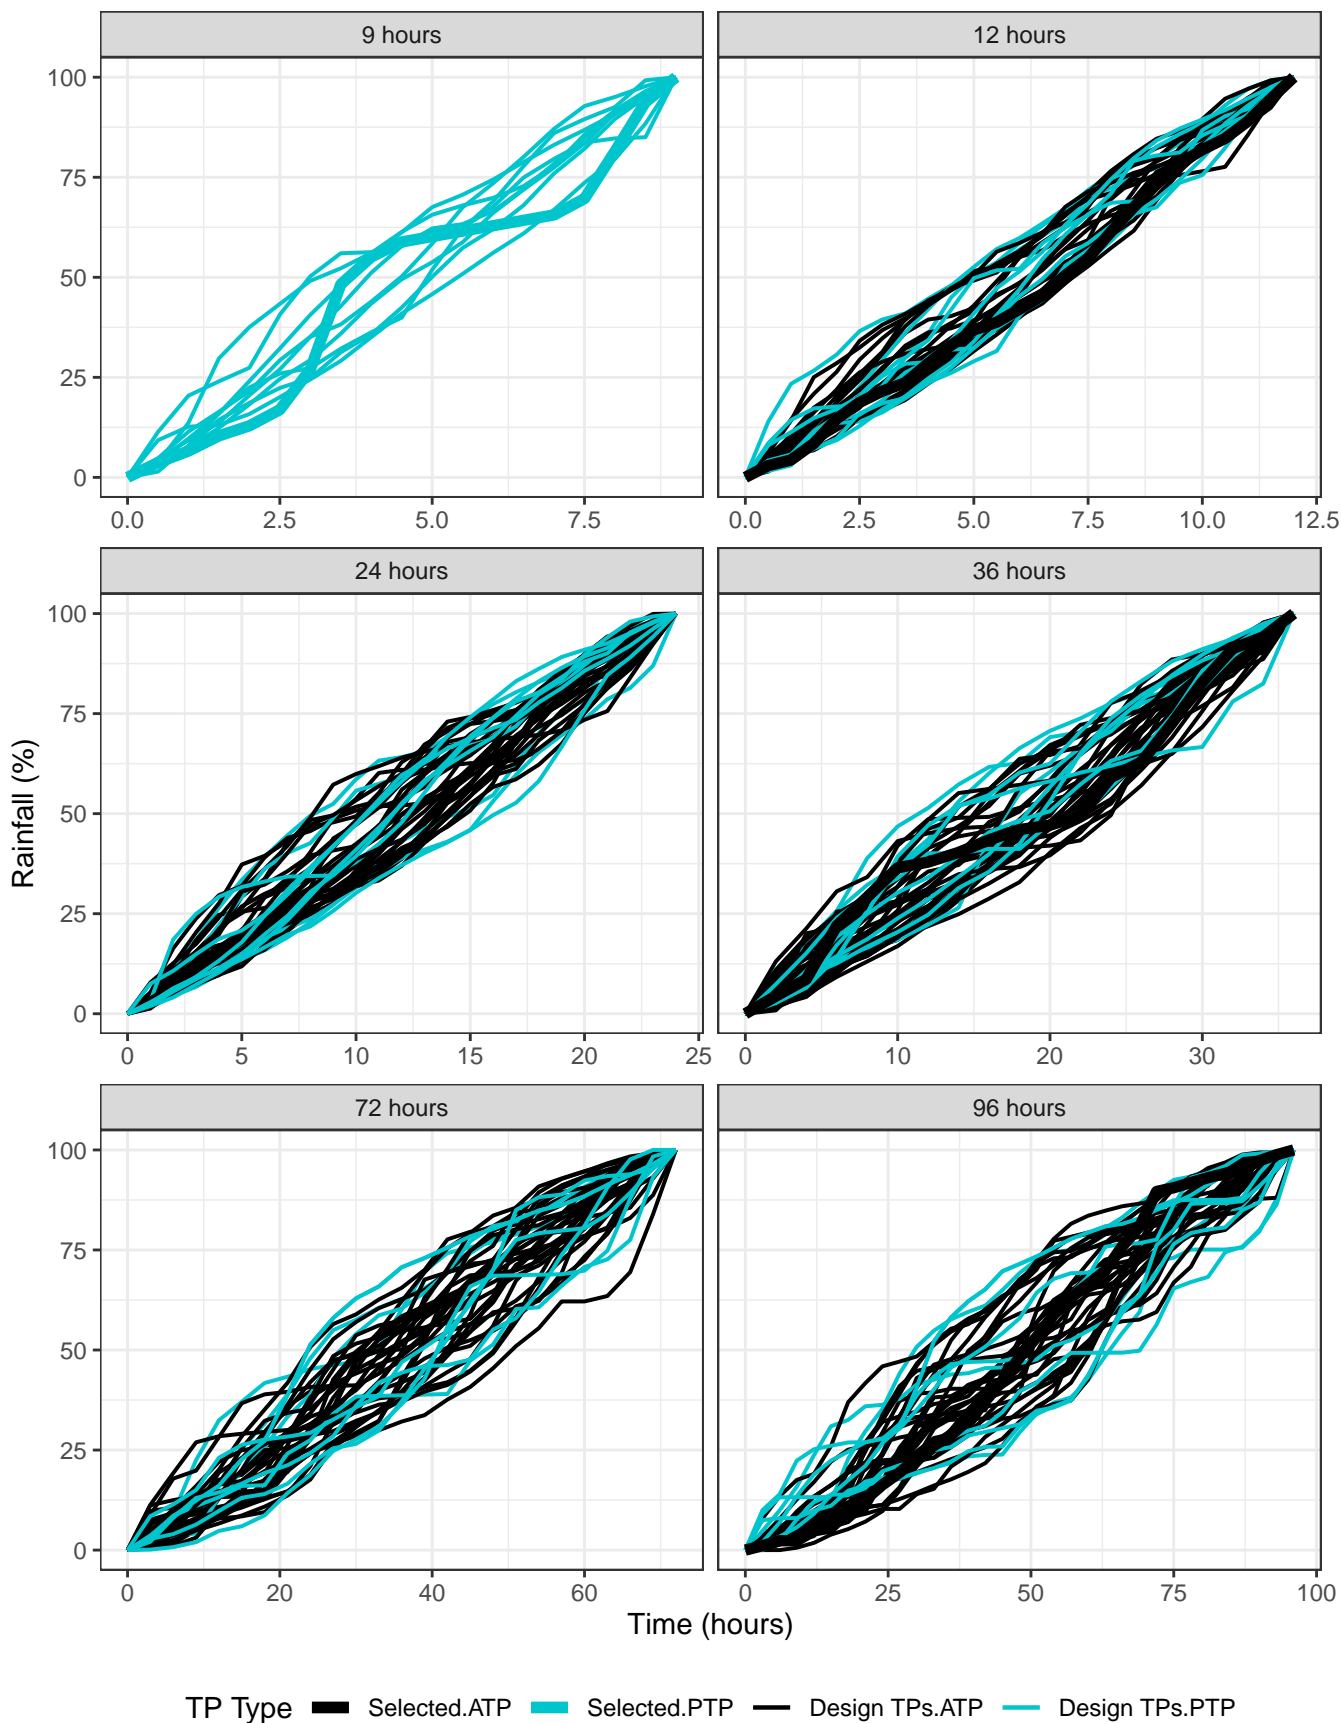 9 hours
12 hours
100
75
50
25
0
0.0 2.5 5.0 7.5
0.0 2.5 5.0 7.5 10.0 12.5
24 hours
36 hours
100
75
50
25
0
0 5 10 15 20 25
0 10 20 30
Rainfall (%)
72 hours
96 hours
100
75
50
25
0
0 20 40 60
0 25 50 75 100
Time (hours)
TP Type Selected.ATP Selected.PTP Design TPs.ATP Design TPs.PTP